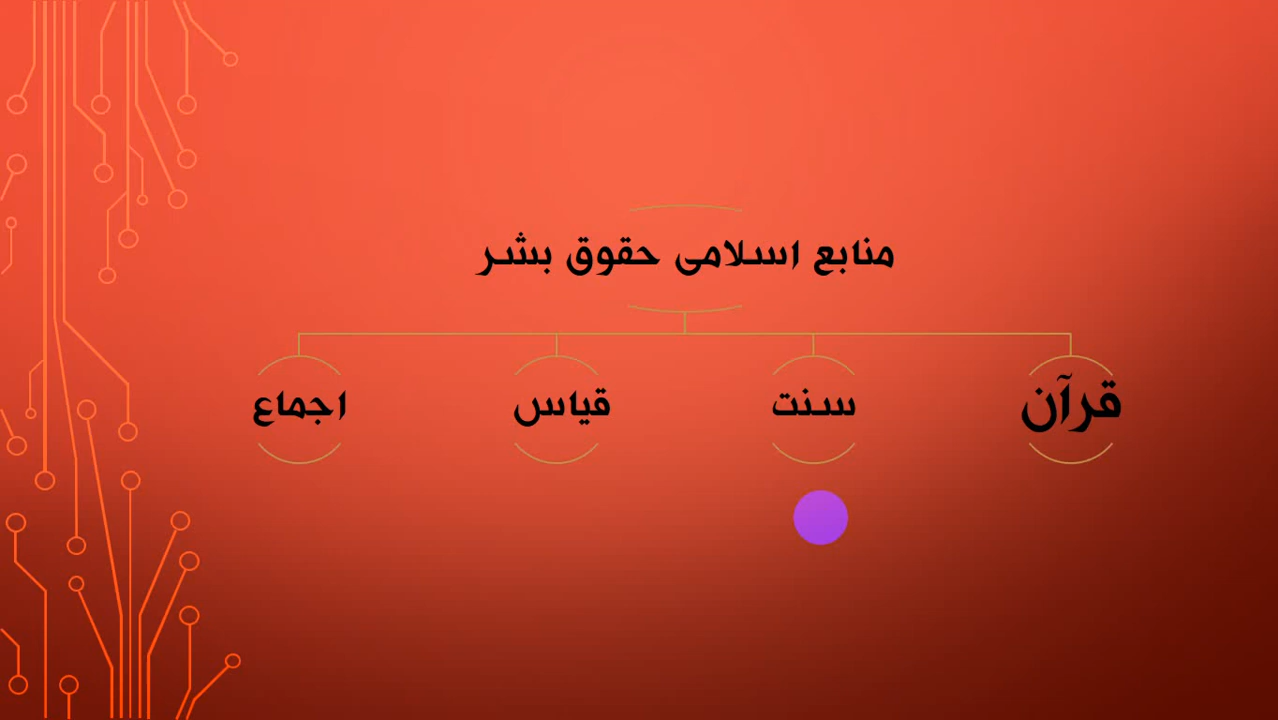 منابع اسلامی حقوق بشر
قرآن
سنت
قیاس
اجماع